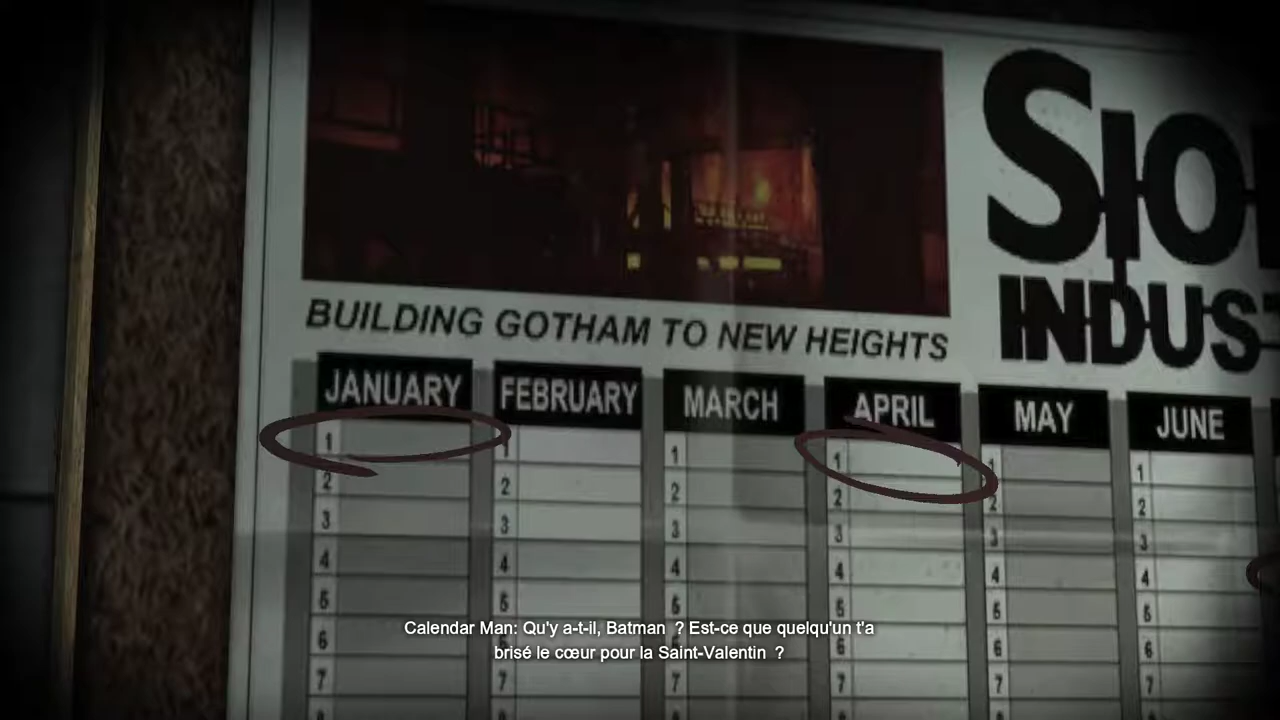 SIO
INDUS
BUILDING GOTHAM TO NEW HEIGHTS
JANUARY FEBRUARY MARCH APRIL MAY JUNE
1 1 1 1 1 1
2 2 2 2 2 2
3 3 3 3 3 3
4 4 4 4 4 4
5 5 5 5 5 5
6 6 6 6 6 6
7 7 7 7 7 7
Calendar Man: Qu'y a-t-il, Batman ? Est-ce que quelqu'un t'a
brisé le cœur pour la Saint-Valentin ?